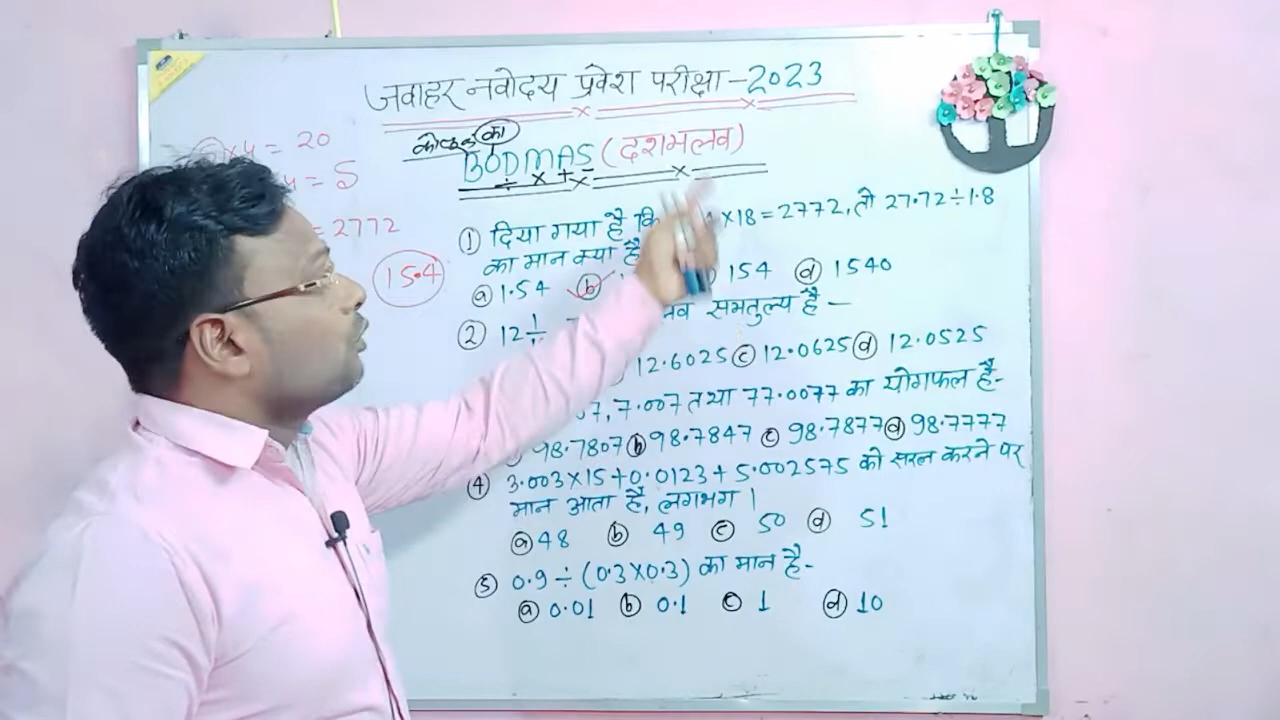 जवाहर नवोदय प्रवेश परीक्षा-2023
कोष्ठक का
BODMAS (दशमलव)
÷ × + -
×4 = 20
4 = 5
= 2772
15.4
① दिया गया है कि ×18=2772, तो 27.72÷1.8
का मान क्या है
ⓐ 1.54 ⓑ 154 ⓓ 1540
② 12 1 समतुल्य है-
12.6025 ⓒ 12.0625 ⓓ 12.0525
7.007 तथा 77.0077 का योगफल है-
98.7807 ⓑ 98.7847 ⓒ 98.7877 ⓓ 98.7777
④ 3.003×15+0.0123+5.002575 को सरल करने पर
मान आता है, लगभग।
ⓐ 48 ⓑ 49 ⓒ 50 ⓓ 51
⑤ 0.9÷(0.3×0.3) का मान है-
ⓐ 0.01 ⓑ 0.1 ⓒ 1 ⓓ 10